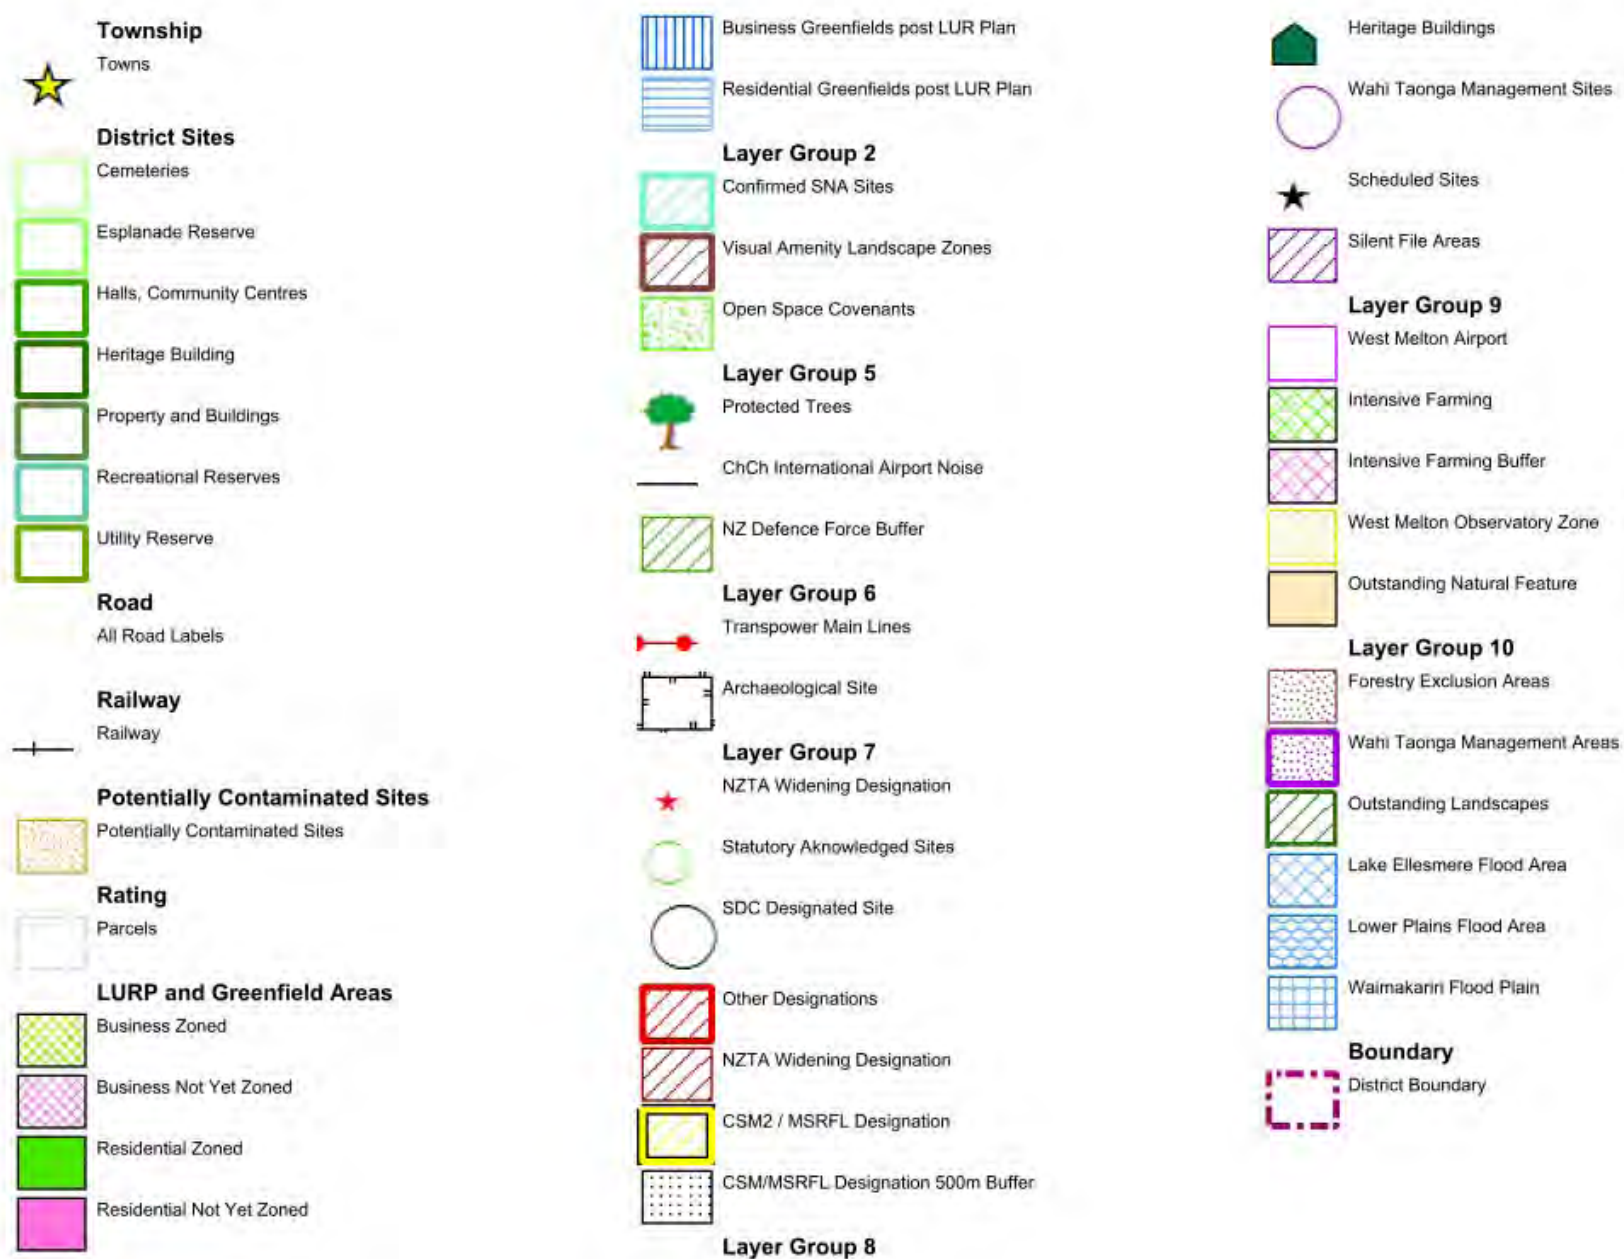 Township
Towns
District Sites
Cemeteries
Esplanade Reserve
Halls, Community Centres
Heritage Building
Property and Buildings
Recreational Reserves
Utility Reserve
Road
All Road Labels
Railway
Railway
Potentially Contaminated Sites
Potentially Contaminated Sites
Rating
Parcels
LURP and Greenfield Areas
Business Zoned
Business Not Yet Zoned
Residential Zoned
Residential Not Yet Zoned
Business Greenfields post LUR Plan
Residential Greenfields post LUR Plan
Layer Group 2
Confirmed SNA Sites
Visual Amenity Landscape Zones
Open Space Covenants
Layer Group 5
Protected Trees
ChCh International Airport Noise
NZ Defence Force Buffer
Layer Group 6
Transpower Main Lines
Archaeological Site
Layer Group 7
NZTA Widening Designation
Statutory Aknowledged Sites
SDC Designated Site
Other Designations
NZTA Widening Designation
CSM2 / MSRFL Designation
CSM/MSRFL Designation 500m Buffer
Layer Group 8
Heritage Buildings
Wahi Taonga Management Sites
Scheduled Sites
Silent File Areas
Layer Group 9
West Melton Airport
Intensive Farming
Intensive Farming Buffer
West Melton Observatory Zone
Outstanding Natural Feature
Layer Group 10
Forestry Exclusion Areas
Wahi Taonga Management Areas
Outstanding Landscapes
Lake Ellesmere Flood Area
Lower Plains Flood Area
Waimakariri Flood Plain
Boundary
District Boundary